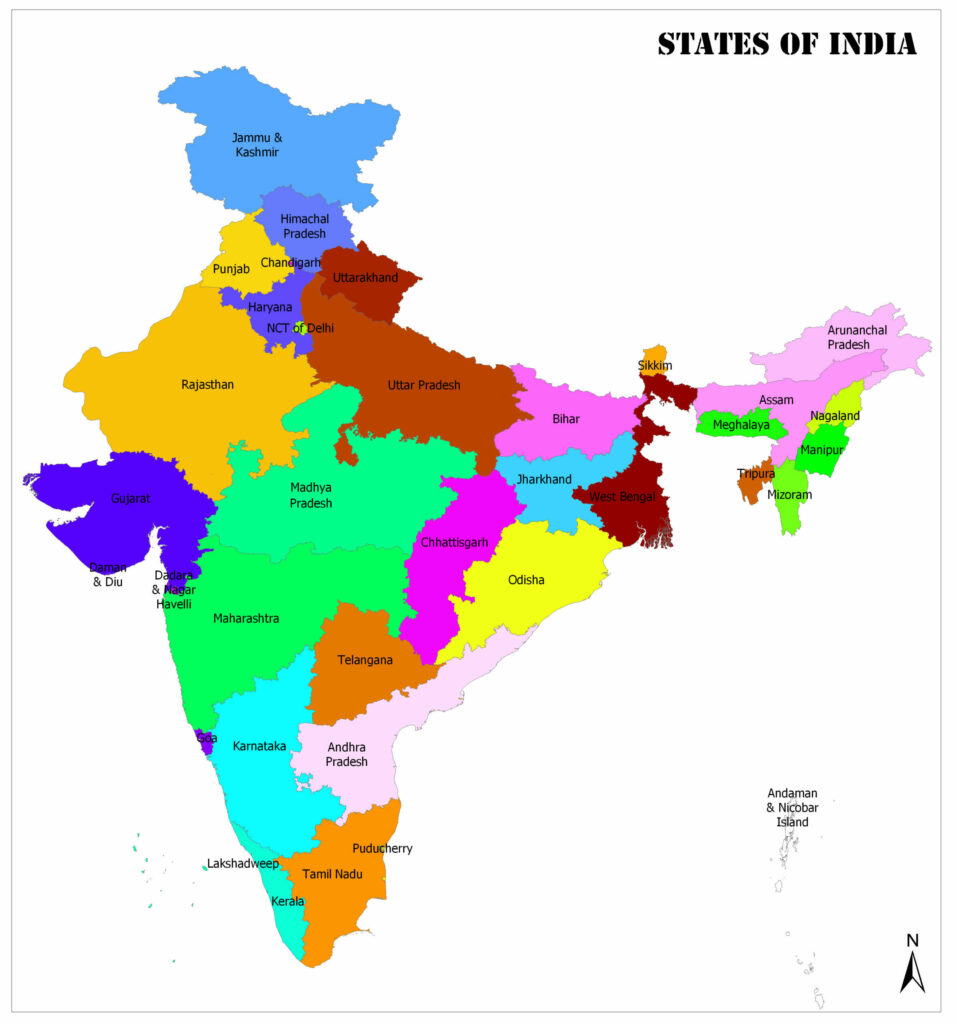 STATES OF INDIA
Jammu &
Kashmir
Himachal
Pradesh
Chandigarh
Punjab
Uttarakhand
Haryana
NCT of Delhi
Arunanchal
Pradesh
Sikkim
Rajasthan
Uttar Pradesh
Assam
Bihar
Nagaland
Meghalaya
Manipur
Tripura
Jharkhand
Madhya
Pradesh
West Bengal
Mizoram
Gujarat
Chhattisgarh
Daman
& Diu
Dadara
& Nagar
Havelli
Odisha
Maharashtra
Telangana
Goa
Karnataka
Andhra
Pradesh
Andaman
& Nicobar
Island
Puducherry
Lakshadweep
Tamil Nadu
Kerala
N